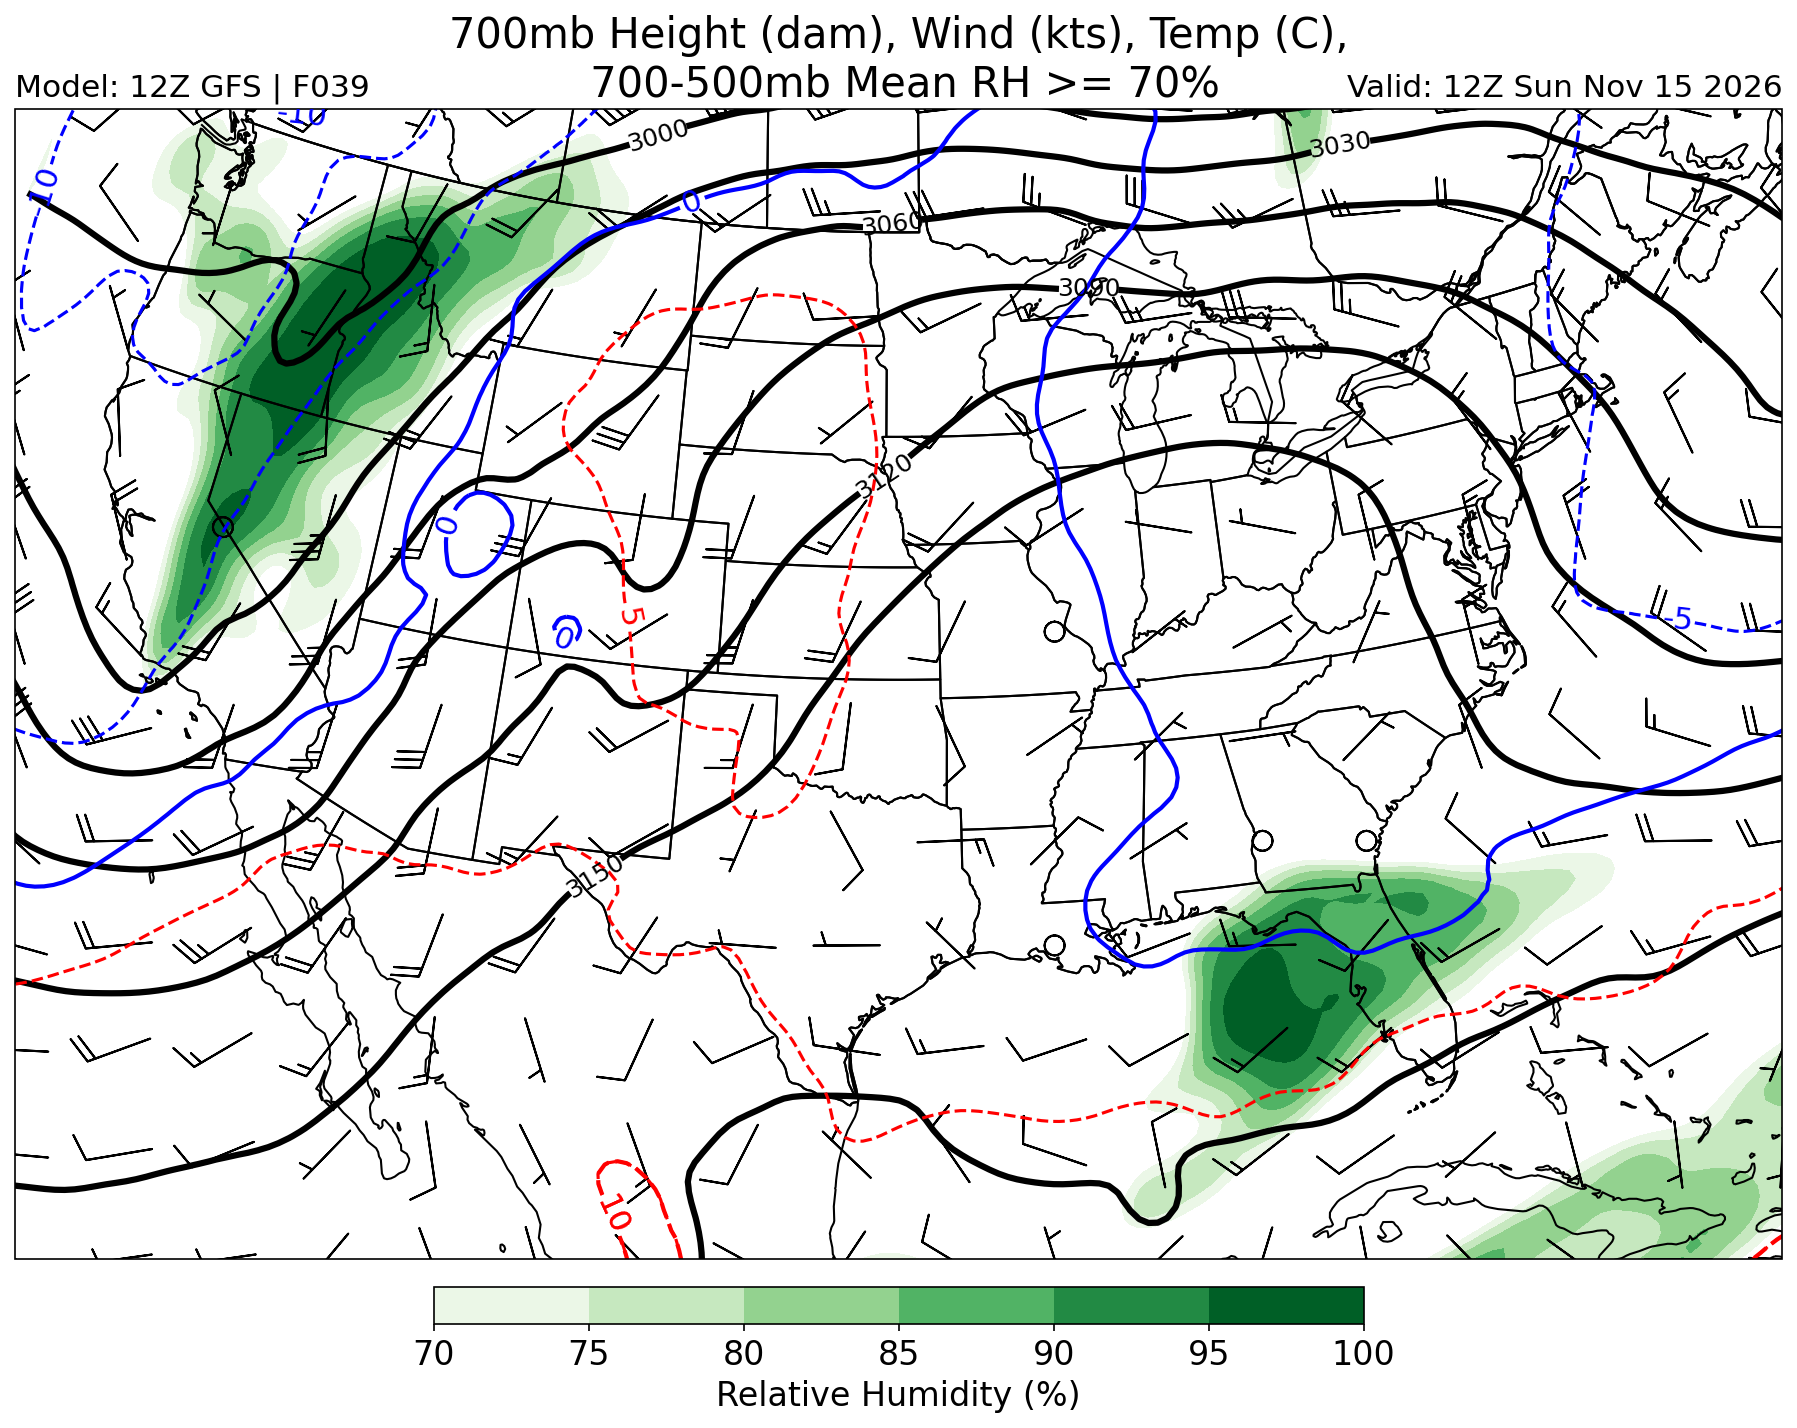 700mb Height (dam), Wind (kts), Temp (C),
700-500mb Mean RH >= 70%
Model: 12Z GFS | F039
Valid: 12Z Sun Nov 15 2026
-10
3000
3030
-10
0
3060
3090
3120
0
5
0
-5
3150
10
70 75 80 85 90 95 100
Relative Humidity (%)